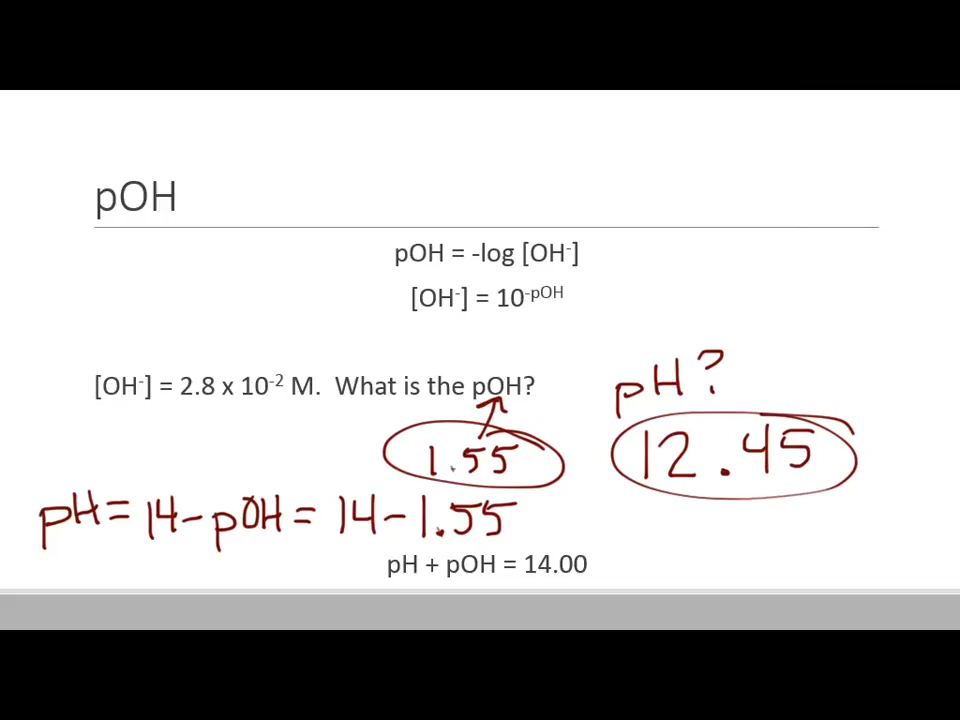 pOH
pOH = -log [OH⁻]
[OH⁻] = 10⁻ᵖᴼᴴ
[OH⁻] = 2.8 x 10⁻² M. What is the pOH?
pH?
1.55
12.45
pH = 14 - pOH = 14 - 1.55
pH + pOH = 14.00